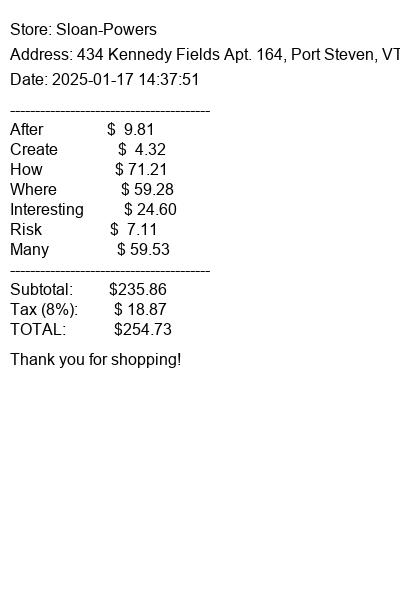 Store: Sloan-Powers
Address: 434 Kennedy Fields Apt. 164, Port Steven, VT
Date: 2025-01-17 14:37:51
----------------------------------------
After $ 9.81
Create $ 4.32
How $ 71.21
Where $ 59.28
Interesting $ 24.60
Risk $ 7.11
Many $ 59.53
----------------------------------------
Subtotal: $235.86
Tax (8%): $ 18.87
TOTAL: $254.73
Thank you for shopping!